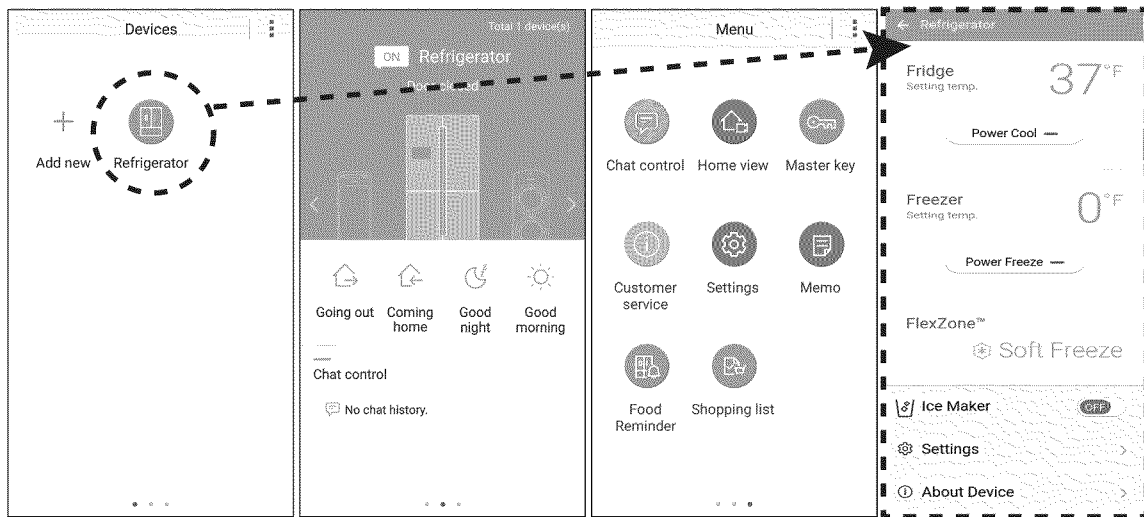 Devices
Add new
Refrigerator
Total 1 device(s)
ON
Refrigerator
Door closed
Going out
Coming
home
Good
night
Good
morning
Chat control
No chat history.
Menu
Chat control
Home view
Master key
Customer
service
Settings
Memo
Food
Reminder
Shopping list
Refrigerator
Fridge
Setting temp.
37°F
Power Cool
Freezer
Setting temp.
0°F
Power Freeze
FlexZone™
Soft Freeze
Ice Maker
OFF
Settings
About Device